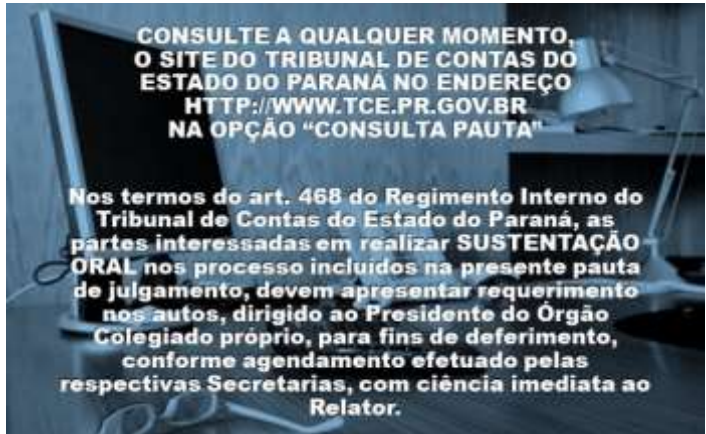 CONSULTE A QUALQUER MOMENTO,
O SITE DO TRIBUNAL DE CONTAS DO
ESTADO DO PARANÁ NO ENDEREÇO
HTTP://WWW.TCE.PR.GOV.BR
NA OPÇÃO “CONSULTA PAUTA”
Nos termos do art. 468 do Regimento Interno do
Tribunal de Contas do Estado do Paraná, as
partes interessadas em realizar SUSTENTAÇÃO
ORAL nos processo incluídos na presente pauta
de julgamento, devem apresentar requerimento
nos autos, dirigido ao Presidente do Órgão
Colegiado próprio, para fins de deferimento,
conforme agendamento efetuado pelas
respectivas Secretarias, com ciência imediata ao
Relator.